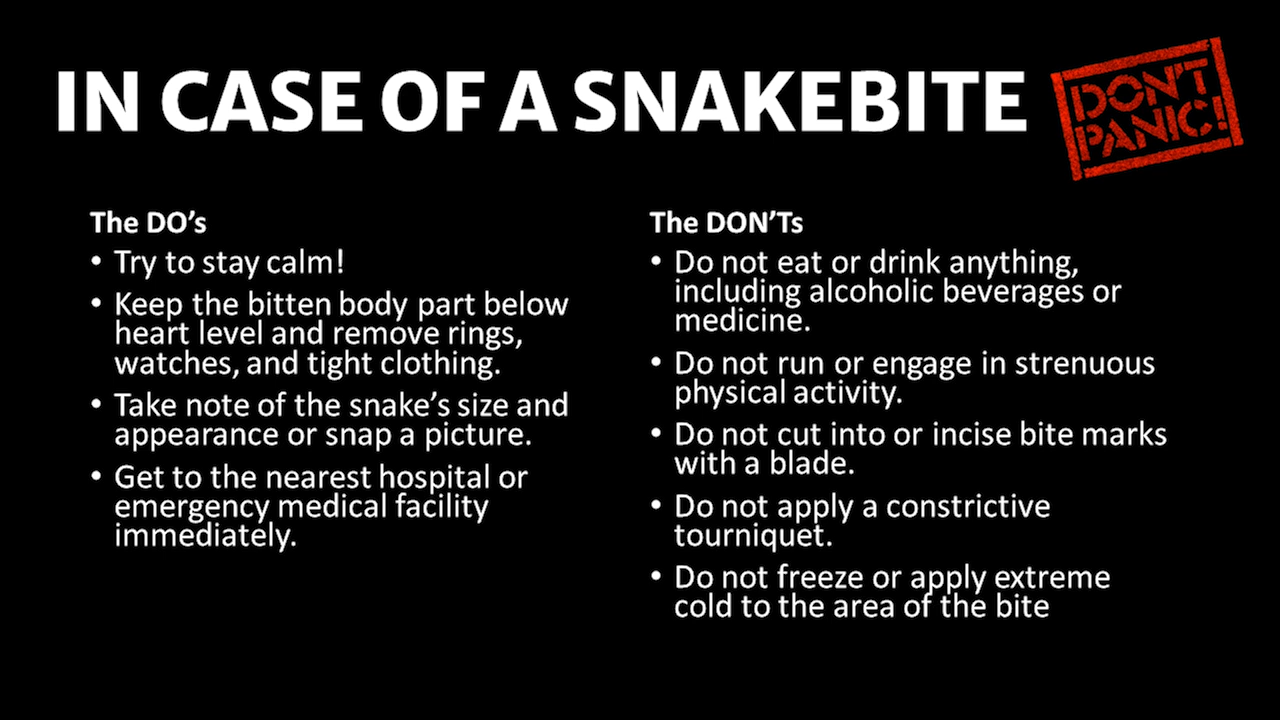 IN CASE OF A SNAKEBITE
DON'T
PANIC!
The DO’s
• Try to stay calm!
• Keep the bitten body part below
heart level and remove rings,
watches, and tight clothing.
• Take note of the snake’s size and
appearance or snap a picture.
• Get to the nearest hospital or
emergency medical facility
immediately.
The DON’Ts
• Do not eat or drink anything,
including alcoholic beverages or
medicine.
• Do not run or engage in strenuous
physical activity.
• Do not cut into or incise bite marks
with a blade.
• Do not apply a constrictive
tourniquet.
• Do not freeze or apply extreme
cold to the area of the bite